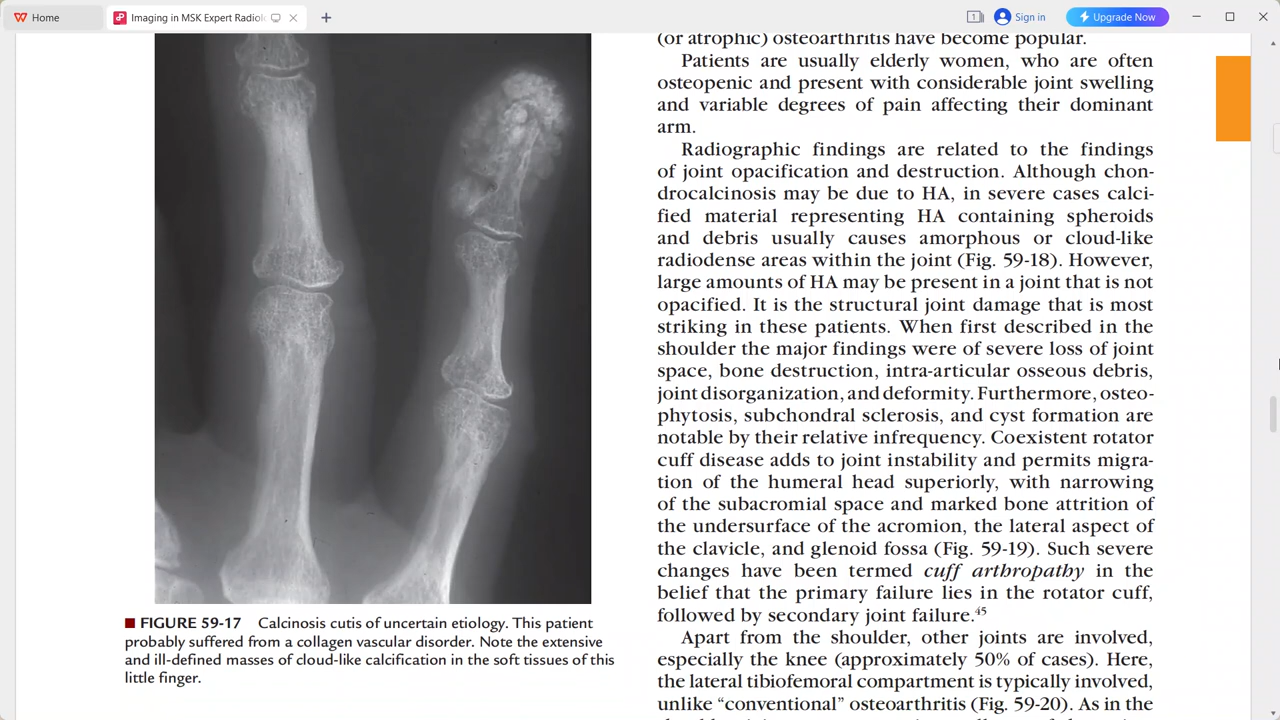 Home
Imaging in MSK Expert Radiol
1
Sign in
Upgrade Now
(or atrophic) osteoarthritis have become popular.
Patients are usually elderly women, who are often
osteopenic and present with considerable joint swelling
and variable degrees of pain affecting their dominant
arm.
Radiographic findings are related to the findings
of joint opacification and destruction. Although chon-
drocalcinosis may be due to HA, in severe cases calci-
fied material representing HA containing spheroids
and debris usually causes amorphous or cloud-like
radiodense areas within the joint (Fig. 59-18). However,
large amounts of HA may be present in a joint that is not
opacified. It is the structural joint damage that is most
striking in these patients. When first described in the
shoulder the major findings were of severe loss of joint
space, bone destruction, intra-articular osseous debris,
joint disorganization, and deformity. Furthermore, osteo-
phytosis, subchondral sclerosis, and cyst formation are
notable by their relative infrequency. Coexistent rotator
cuff disease adds to joint instability and permits migra-
tion of the humeral head superiorly, with narrowing
of the subacromial space and marked bone attrition of
the undersurface of the acromion, the lateral aspect of
the clavicle, and glenoid fossa (Fig. 59-19). Such severe
changes have been termed cuff arthropathy in the
belief that the primary failure lies in the rotator cuff,
followed by secondary joint failure.45
Apart from the shoulder, other joints are involved,
especially the knee (approximately 50% of cases). Here,
the lateral tibiofemoral compartment is typically involved,
unlike "conventional" osteoarthritis (Fig. 59-20). As in the
FIGURE 59-17 Calcinosis cutis of uncertain etiology. This patient
probably suffered from a collagen vascular disorder. Note the extensive
and ill-defined masses of cloud-like calcification in the soft tissues of this
little finger.